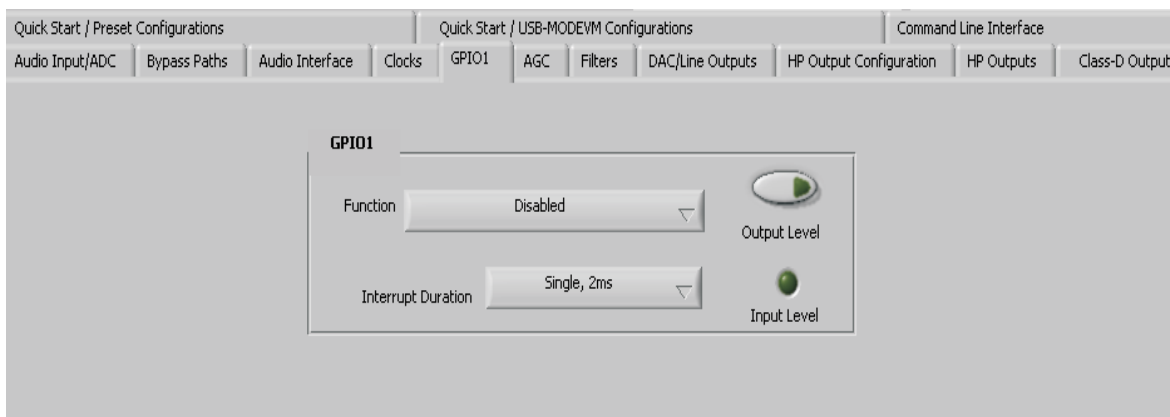 Quick Start / Preset Configurations Quick Start / USB-MODEVM Configurations Command Line Interface
Audio Input/ADC Bypass Paths Audio Interface Clocks GPIO1 AGC Filters DAC/Line Outputs HP Output Configuration HP Outputs Class-D Output
GPIO1
Function Disabled
Output Level
Interrupt Duration Single, 2ms
Input Level